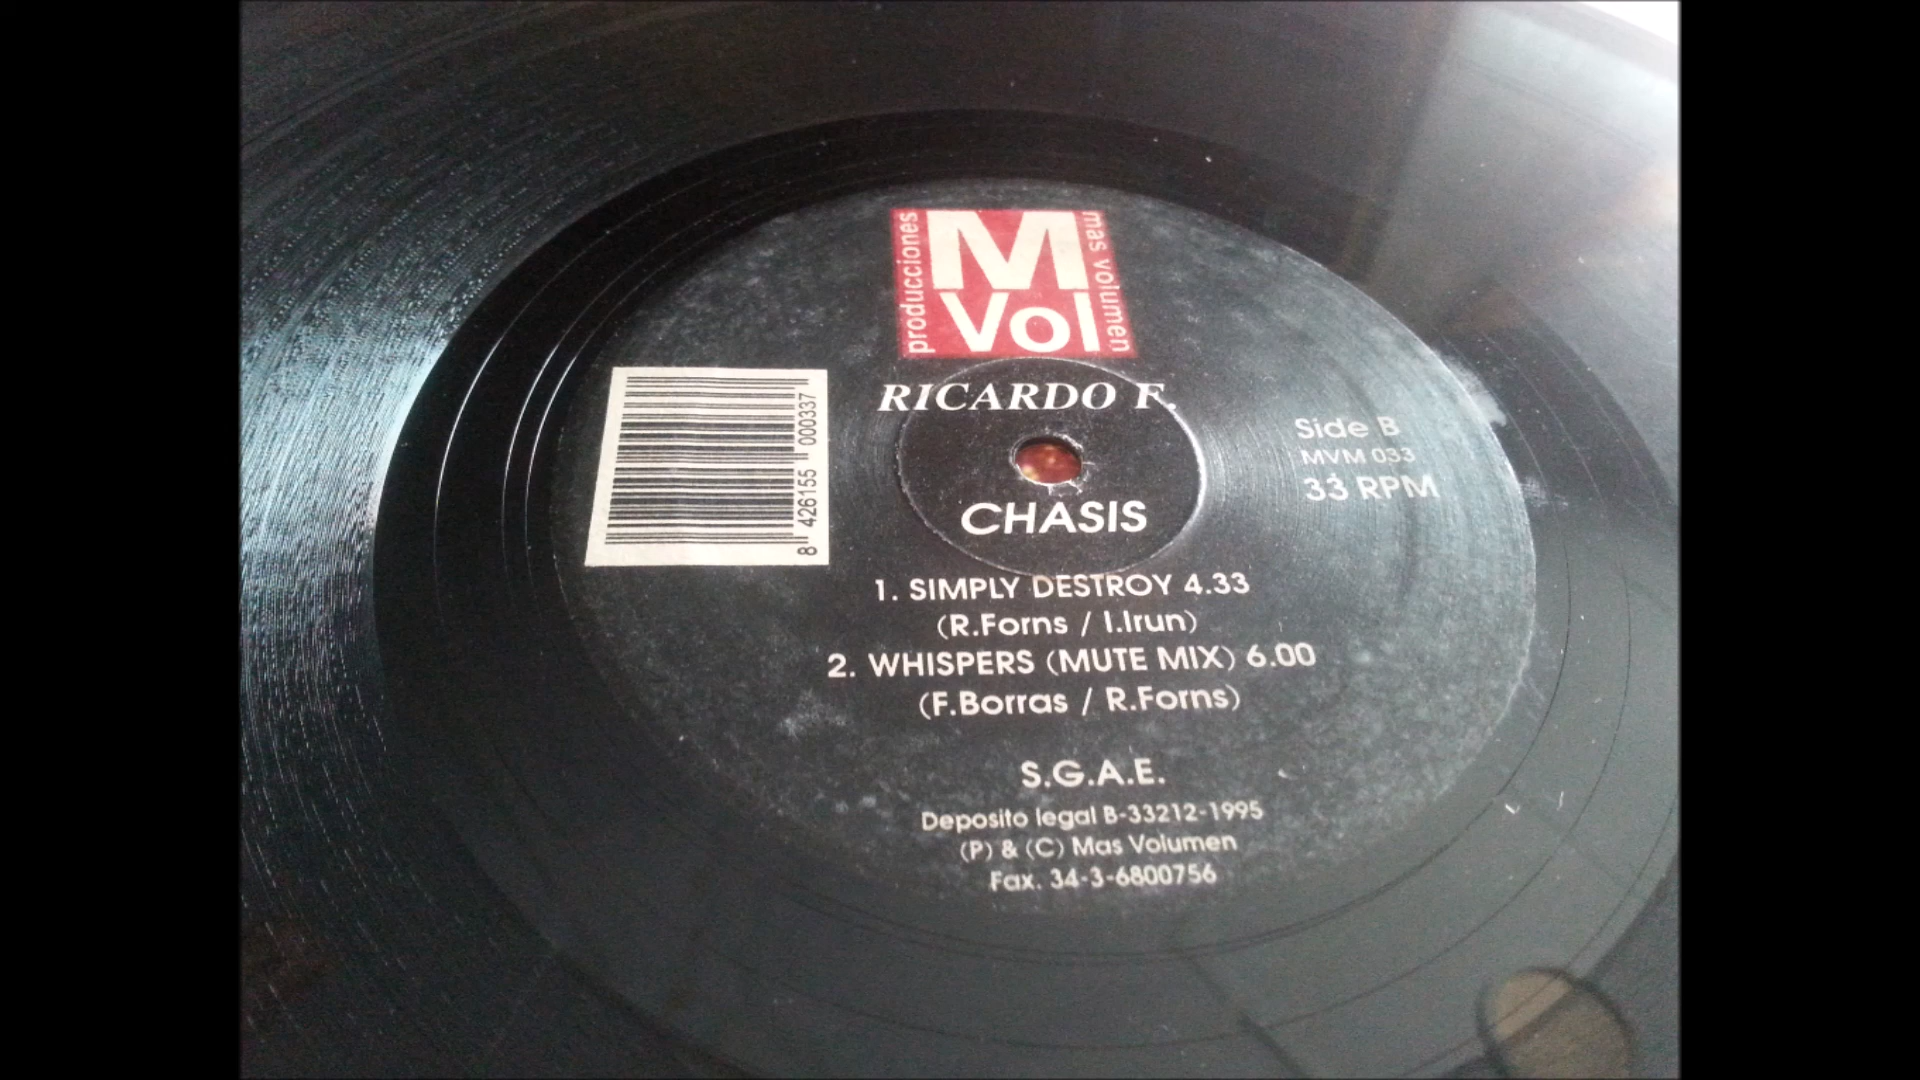 producciones
M
Vol
mas volumen
RICARDO F.
8 426155 000337
Side B
MVM 033
33 RPM
CHASIS
1. SIMPLY DESTROY 4.33
(R.Forns / I.Irun)
2. WHISPERS (MUTE MIX) 6.00
(F.Borras / R.Forns)
S.G.A.E.
Deposito legal B-33212-1995
(P) & (C) Mas Volumen
Fax. 34-3-6800756